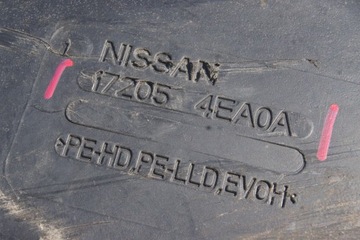 NISSAN
17205 4EA0A
>PE-HD,PE-LLD,EVOH<